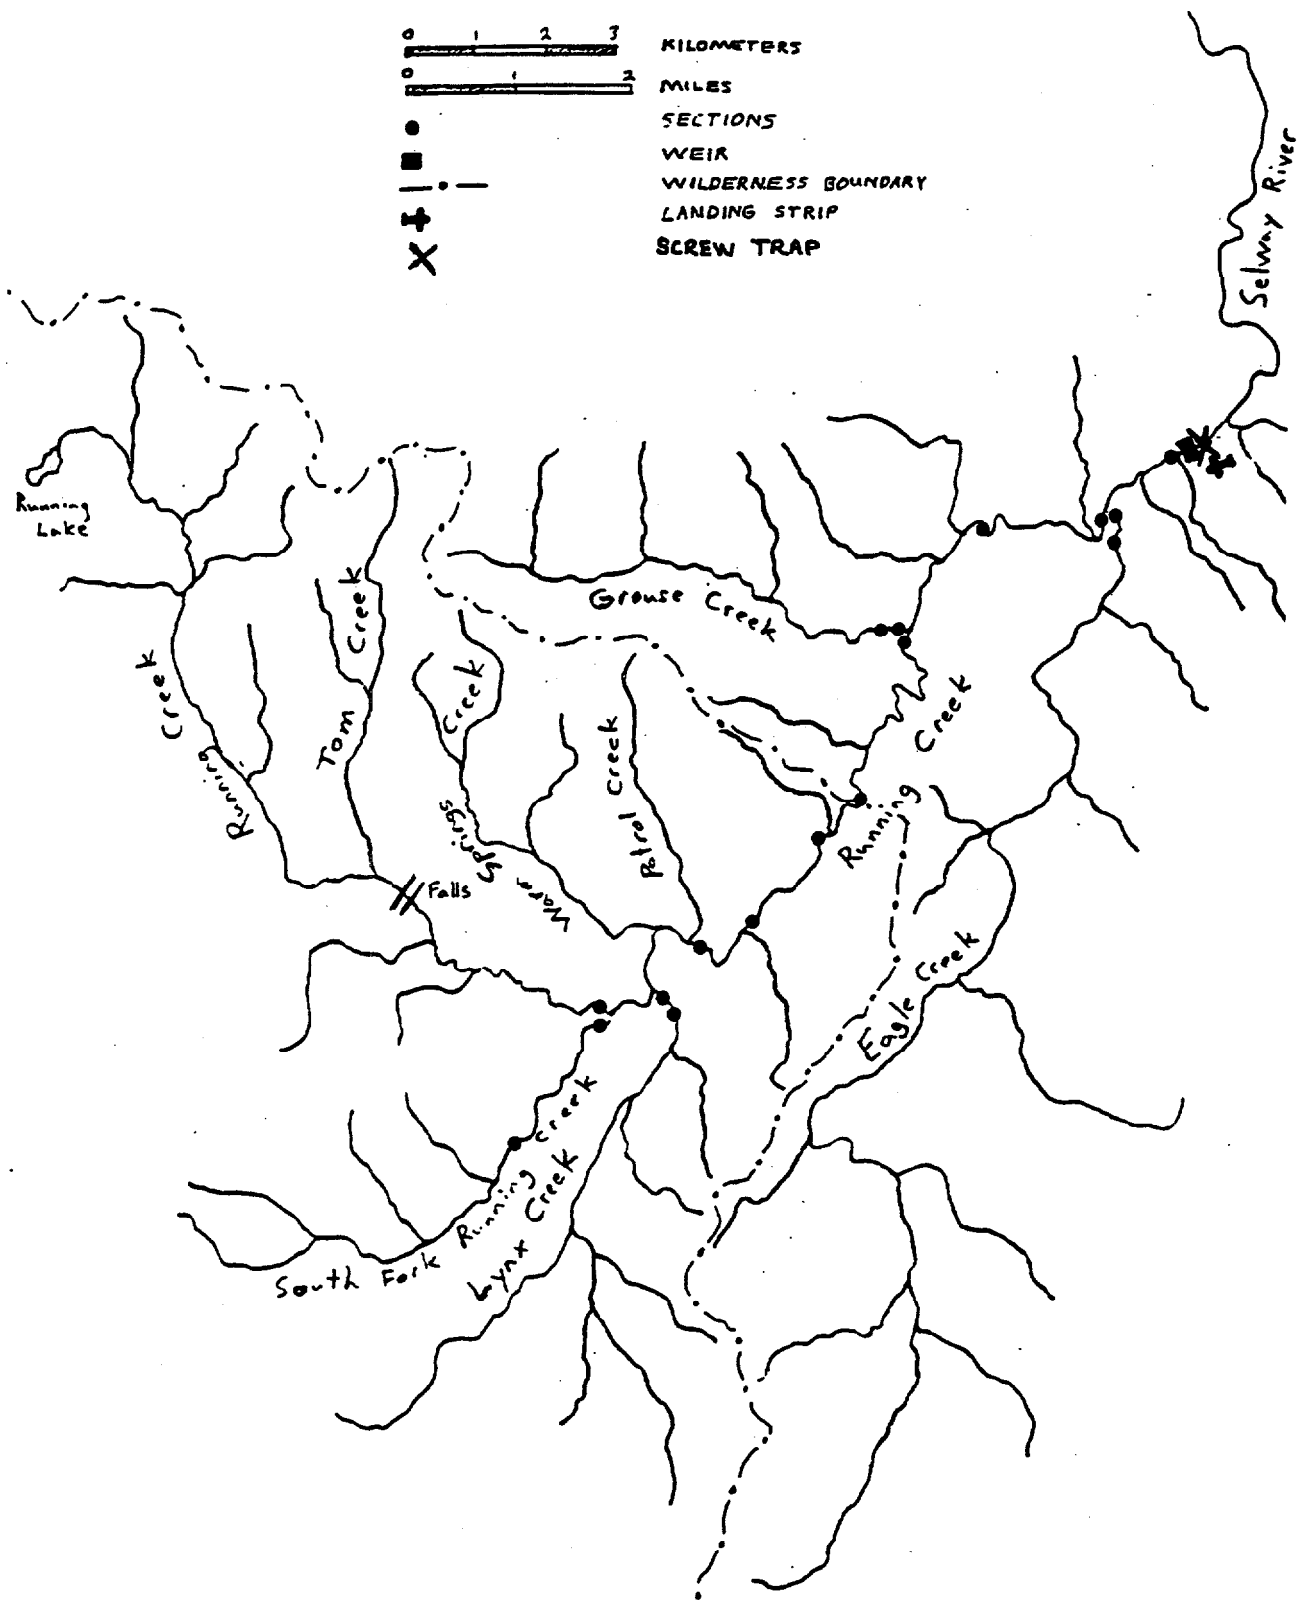 0 1 2 3 KILOMETERS
0 1 2 MILES
SECTIONS
WEIR
WILDERNESS BOUNDARY
LANDING STRIP
SCREW TRAP
Selway River
Running
Lake
Grouse Creek
Tom Creek
Running Creek
Warm Springs Creek
Patrol Creek
Running Creek
Falls
Eagle Creek
South Fork Running Creek
Lynx Creek